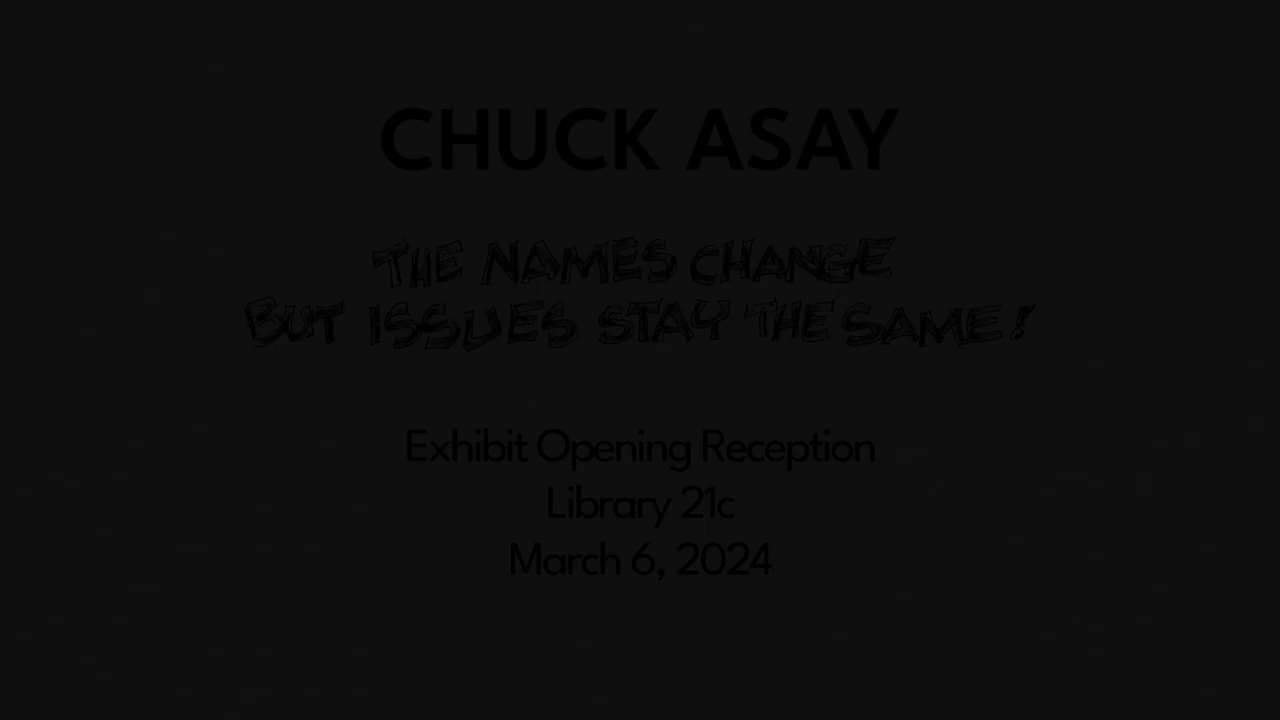 CHUCK ASAY
THE NAMES CHANGE
BUT ISSUES STAY THE SAME!
Exhibit Opening Reception
Library 21c
March 6, 2024